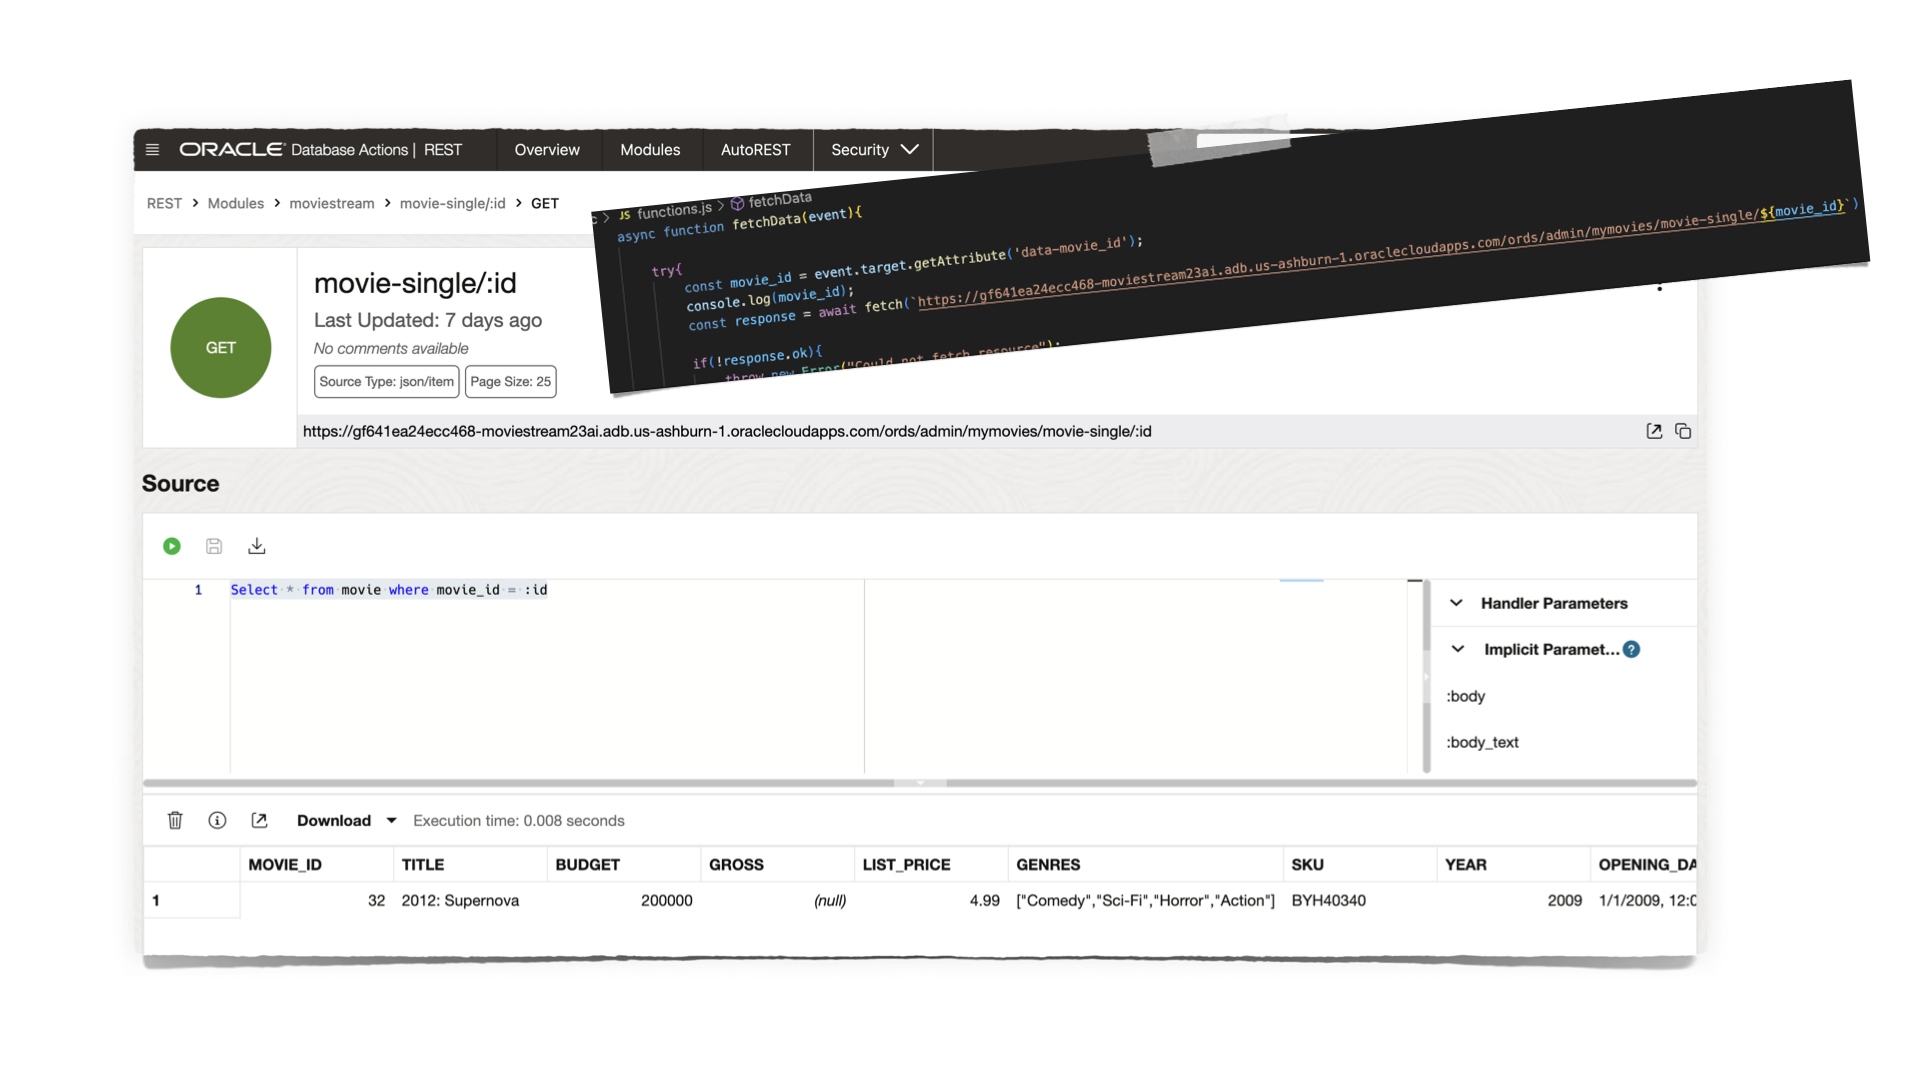 ORACLE Database Actions | REST
Overview
Modules
AutoREST
Security
REST > Modules > moviestream > movie-single/:id > GET
c > JS functions.js > fetchData
async function fetchData(event){
try{
const movie_id = event.target.getAttribute('data-movie_id');
console.log(movie_id);
const response = await fetch(`https://gf641ea24ecc468-moviestream23ai.adb.us-ashburn-1.oraclecloudapps.com/ords/admin/mymovies/movie-single/${movie_id}`)
if(!response.ok){
throw new Error("Could not fetch resource");
GET
movie-single/:id
Last Updated: 7 days ago
No comments available
Source Type: json/item
Page Size: 25
https://gf641ea24ecc468-moviestream23ai.adb.us-ashburn-1.oraclecloudapps.com/ords/admin/mymovies/movie-single/:id
Source
1 Select * from movie where movie_id = :id
Handler Parameters
Implicit Paramet... ?
:body
:body_text
Download
Execution time: 0.008 seconds
MOVIE_ID TITLE BUDGET GROSS LIST_PRICE GENRES SKU YEAR OPENING_DA
1 32 2012: Supernova 200000 (null) 4.99 ["Comedy","Sci-Fi","Horror","Action"] BYH40340 2009 1/1/2009, 12:0